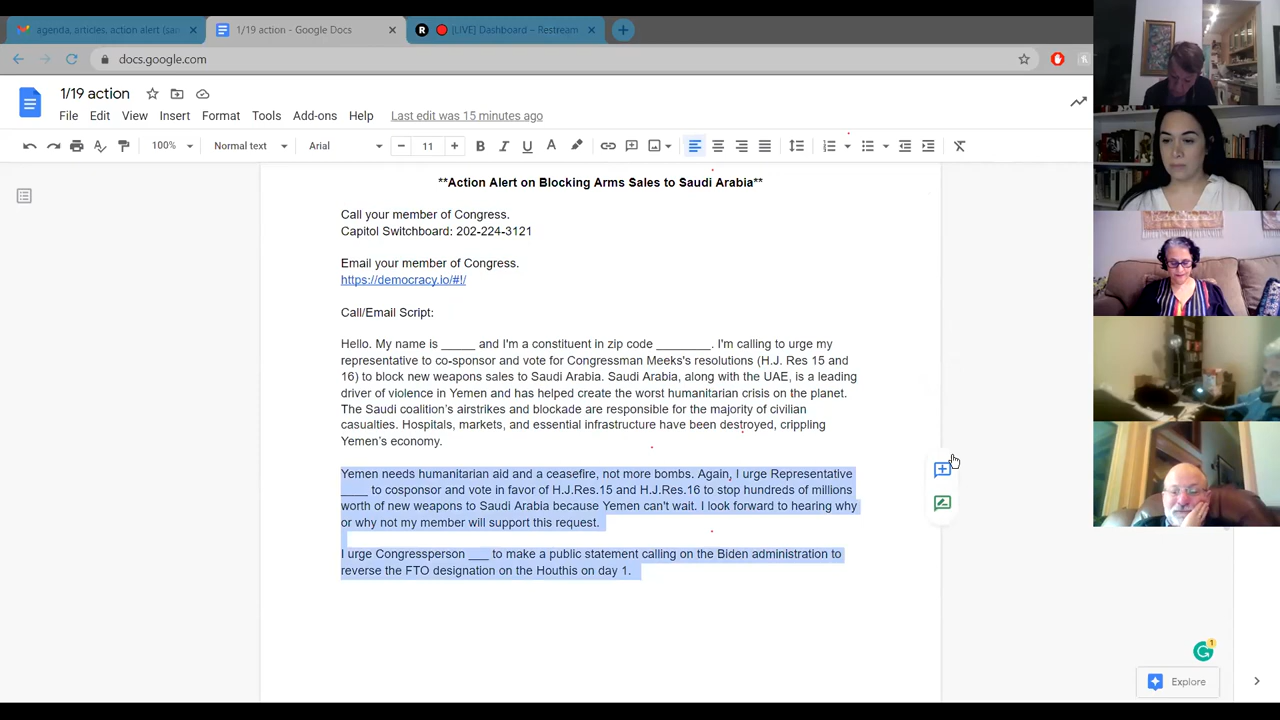 agenda, articles, action alert (sa
1/19 action - Google Docs
R [LIVE] Dashboard - Restream
docs.google.com
1/19 action
File Edit View Insert Format Tools Add-ons Help Last edit was 15 minutes ago
100% Normal text Arial 11 B I U A
**Action Alert on Blocking Arms Sales to Saudi Arabia**
Call your member of Congress.
Capitol Switchboard: 202-224-3121
Email your member of Congress.
https://democracy.io/#!/
Call/Email Script:
Hello. My name is _____ and I'm a constituent in zip code ________. I'm calling to urge my
representative to co-sponsor and vote for Congressman Meeks's resolutions (H.J. Res 15 and
16) to block new weapons sales to Saudi Arabia. Saudi Arabia, along with the UAE, is a leading
driver of violence in Yemen and has helped create the worst humanitarian crisis on the planet.
The Saudi coalition's airstrikes and blockade are responsible for the majority of civilian
casualties. Hospitals, markets, and essential infrastructure have been destroyed, crippling
Yemen's economy.
Yemen needs humanitarian aid and a ceasefire, not more bombs. Again, I urge Representative
____ to cosponsor and vote in favor of H.J.Res.15 and H.J.Res.16 to stop hundreds of millions
worth of new weapons to Saudi Arabia because Yemen can't wait. I look forward to hearing why
or why not my member will support this request.
I urge Congressperson ___ to make a public statement calling on the Biden administration to
reverse the FTO designation on the Houthis on day 1.
1
Explore